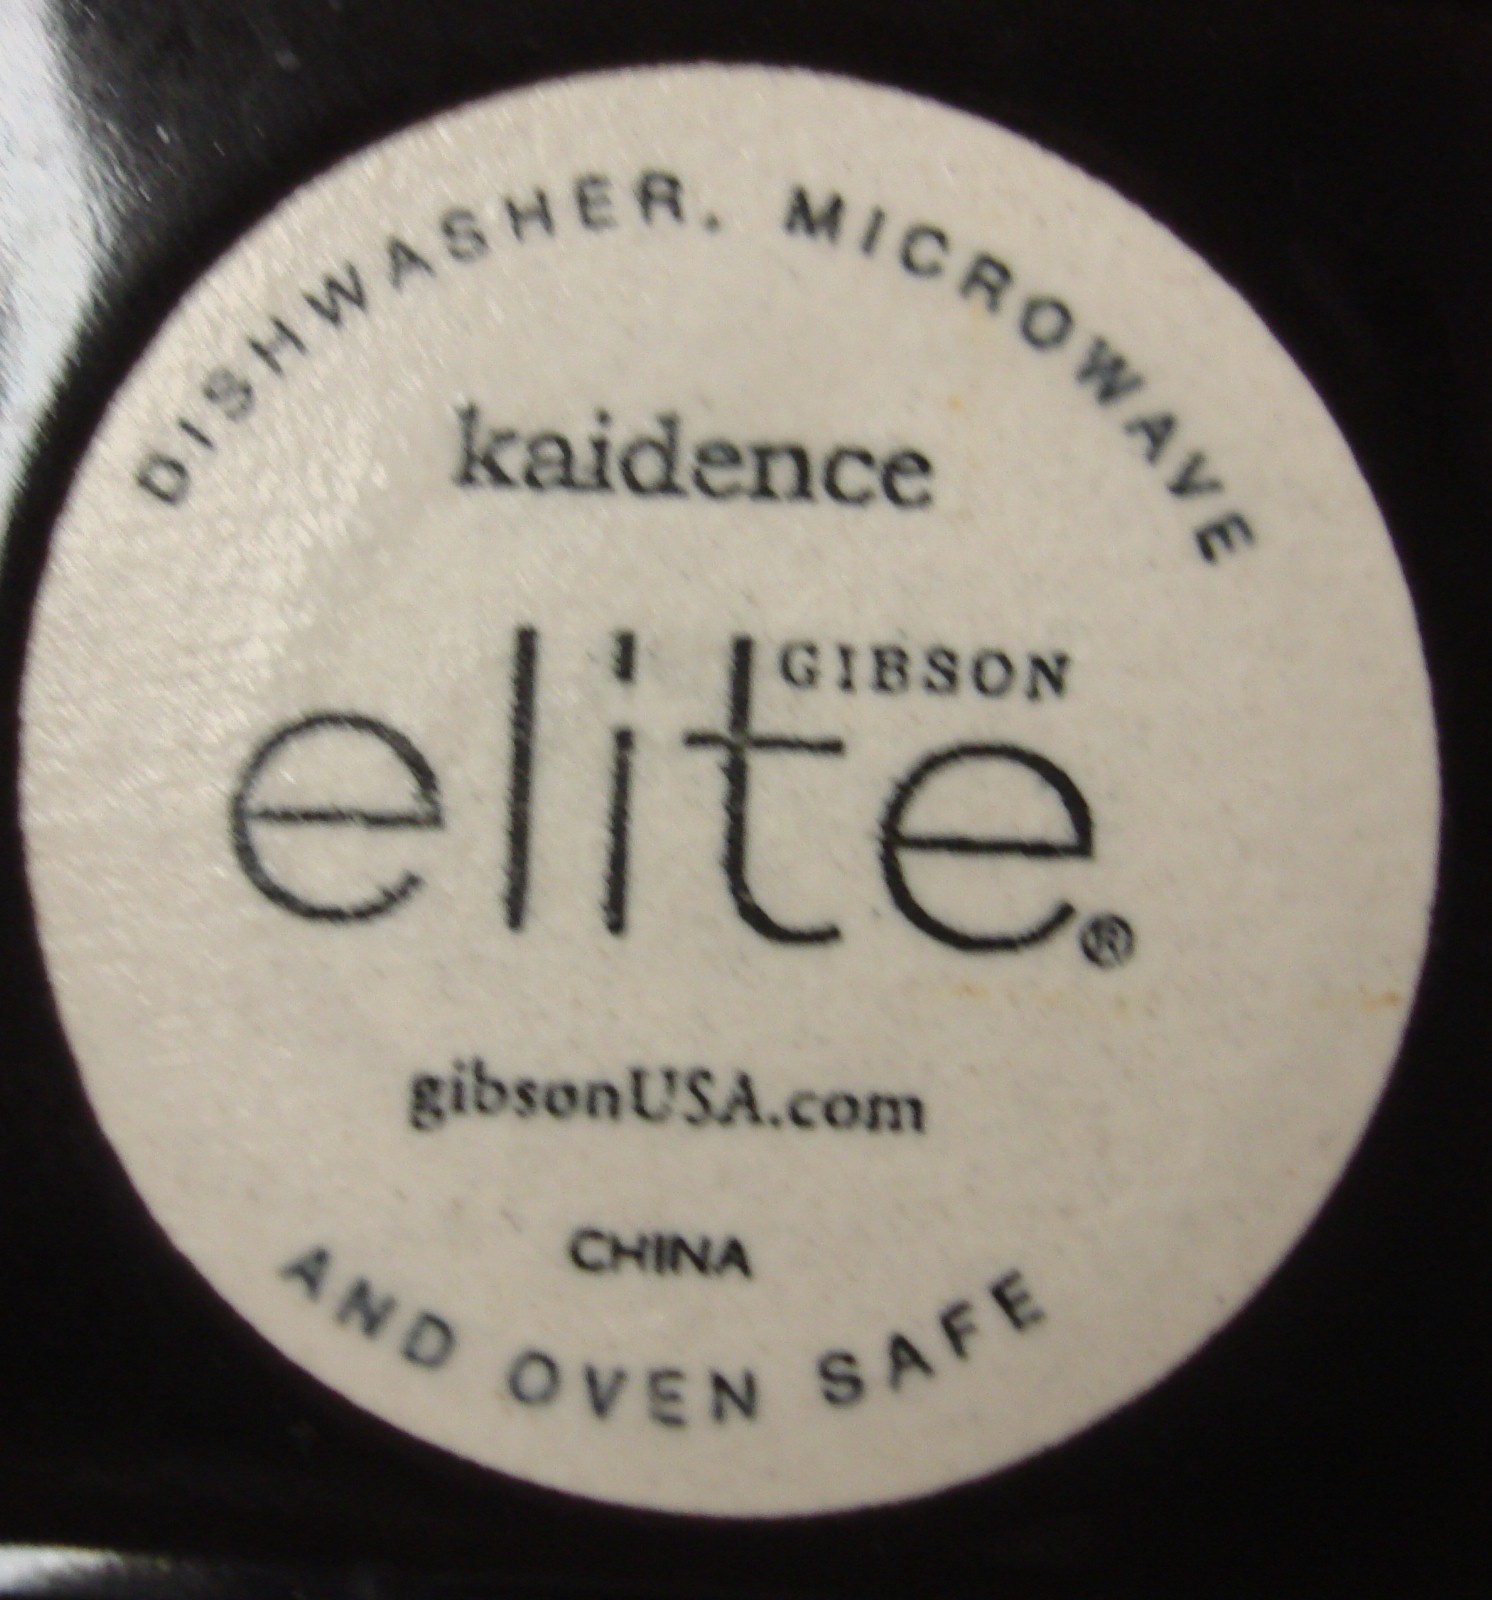 DISHWASHER, MICROWAVE
kaidence
GIBSON
elite®
gibsonUSA.com
CHINA
AND OVEN SAFE